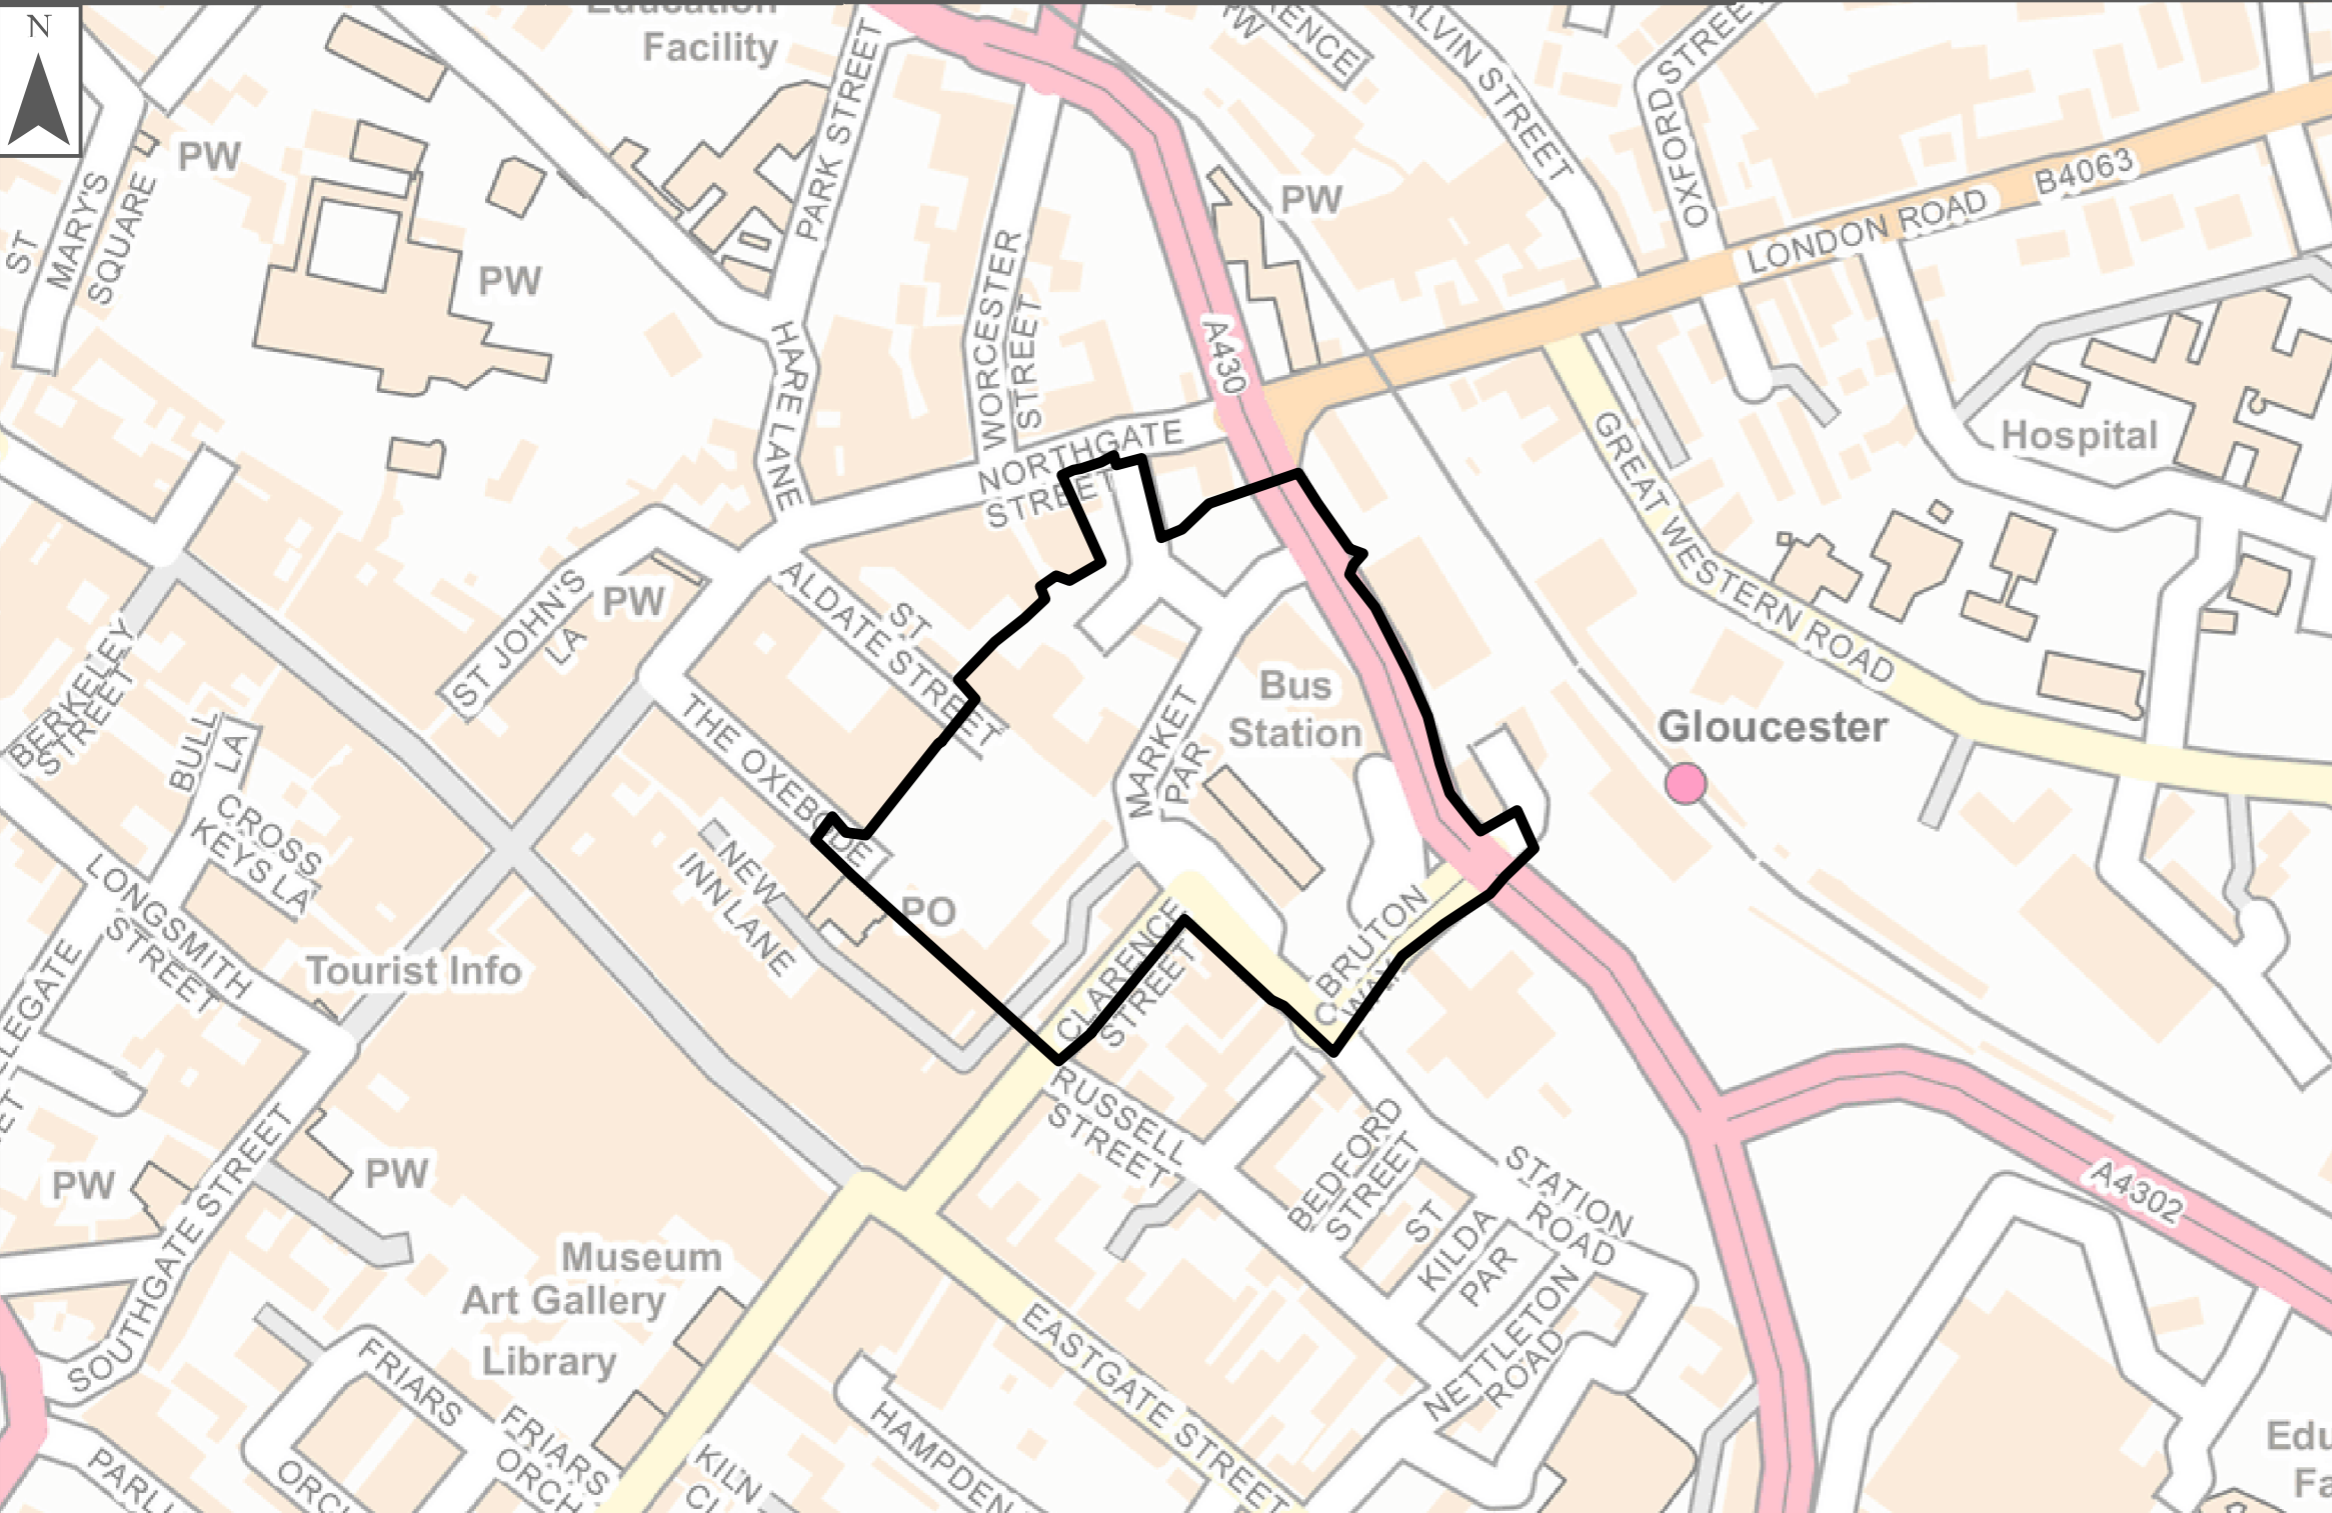 N
Education
Facility
PARK STREET
PW
ST
MARY'S
SQUARE
PW
HARE LANE
WORCESTER
STREET
A430
PW
ALVIN STREET
OXFORD STREET
LONDON ROAD
B4063
Hospital
GREAT WESTERN ROAD
NORTHGATE
STREET
ST JOHN'S
LA
PW
ST
ALDATE STREET
THE OXEBODE
BERKELEY
STREET
BULL
LA
CROSS
KEYS LA
LONGSMITH
STREET
NEW
INN LANE
PO
MARKET
PAR
Bus
Station
Gloucester
Tourist Info
CLARENCE
STREET
BRUTON
WAY
RUSSELL
STREET
BEDFORD
STREET
ST
KILDA
PAR
STATION
ROAD
NETTLETON
ROAD
A4302
PW
PW
SOUTHGATE STREET
Museum
Art Gallery
Library
EASTGATE STREET
FRIARS
FRIARS
ORCH
KILN
HAMPDEN